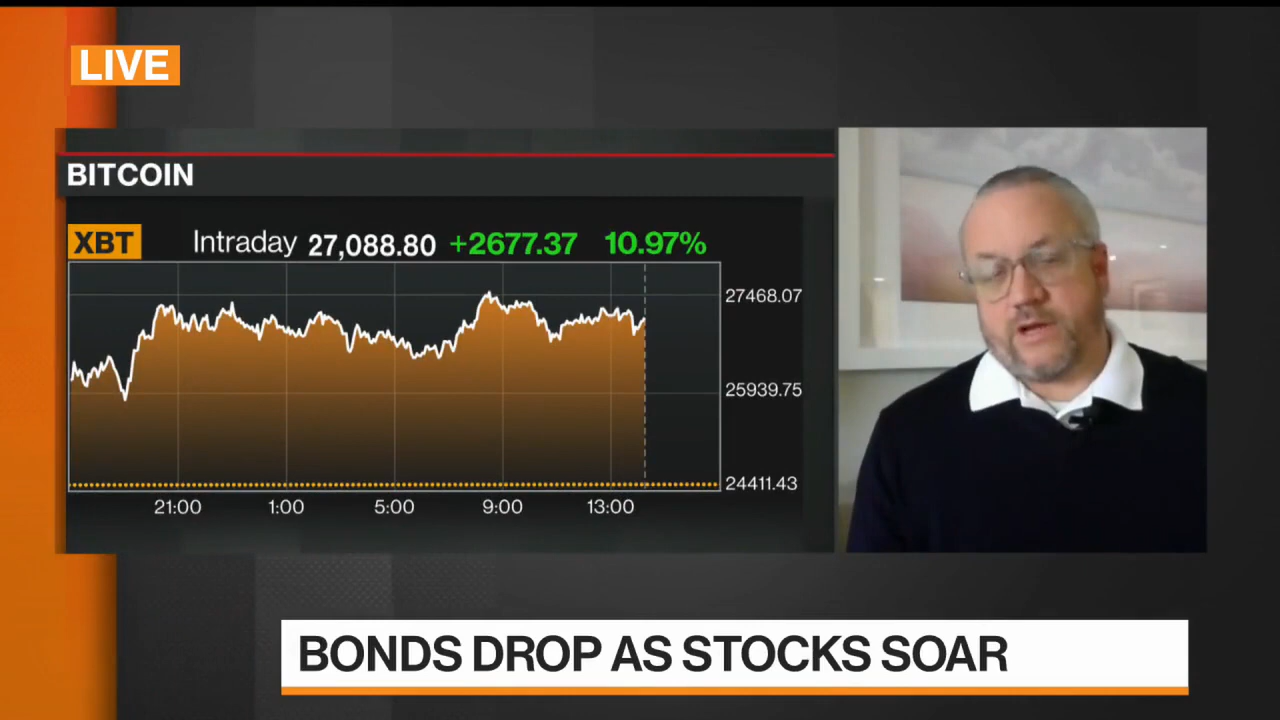 LIVE
BITCOIN
XBT Intraday 27,088.80 +2677.37 10.97%
27468.07
25939.75
24411.43
21:00 1:00 5:00 9:00 13:00
BONDS DROP AS STOCKS SOAR